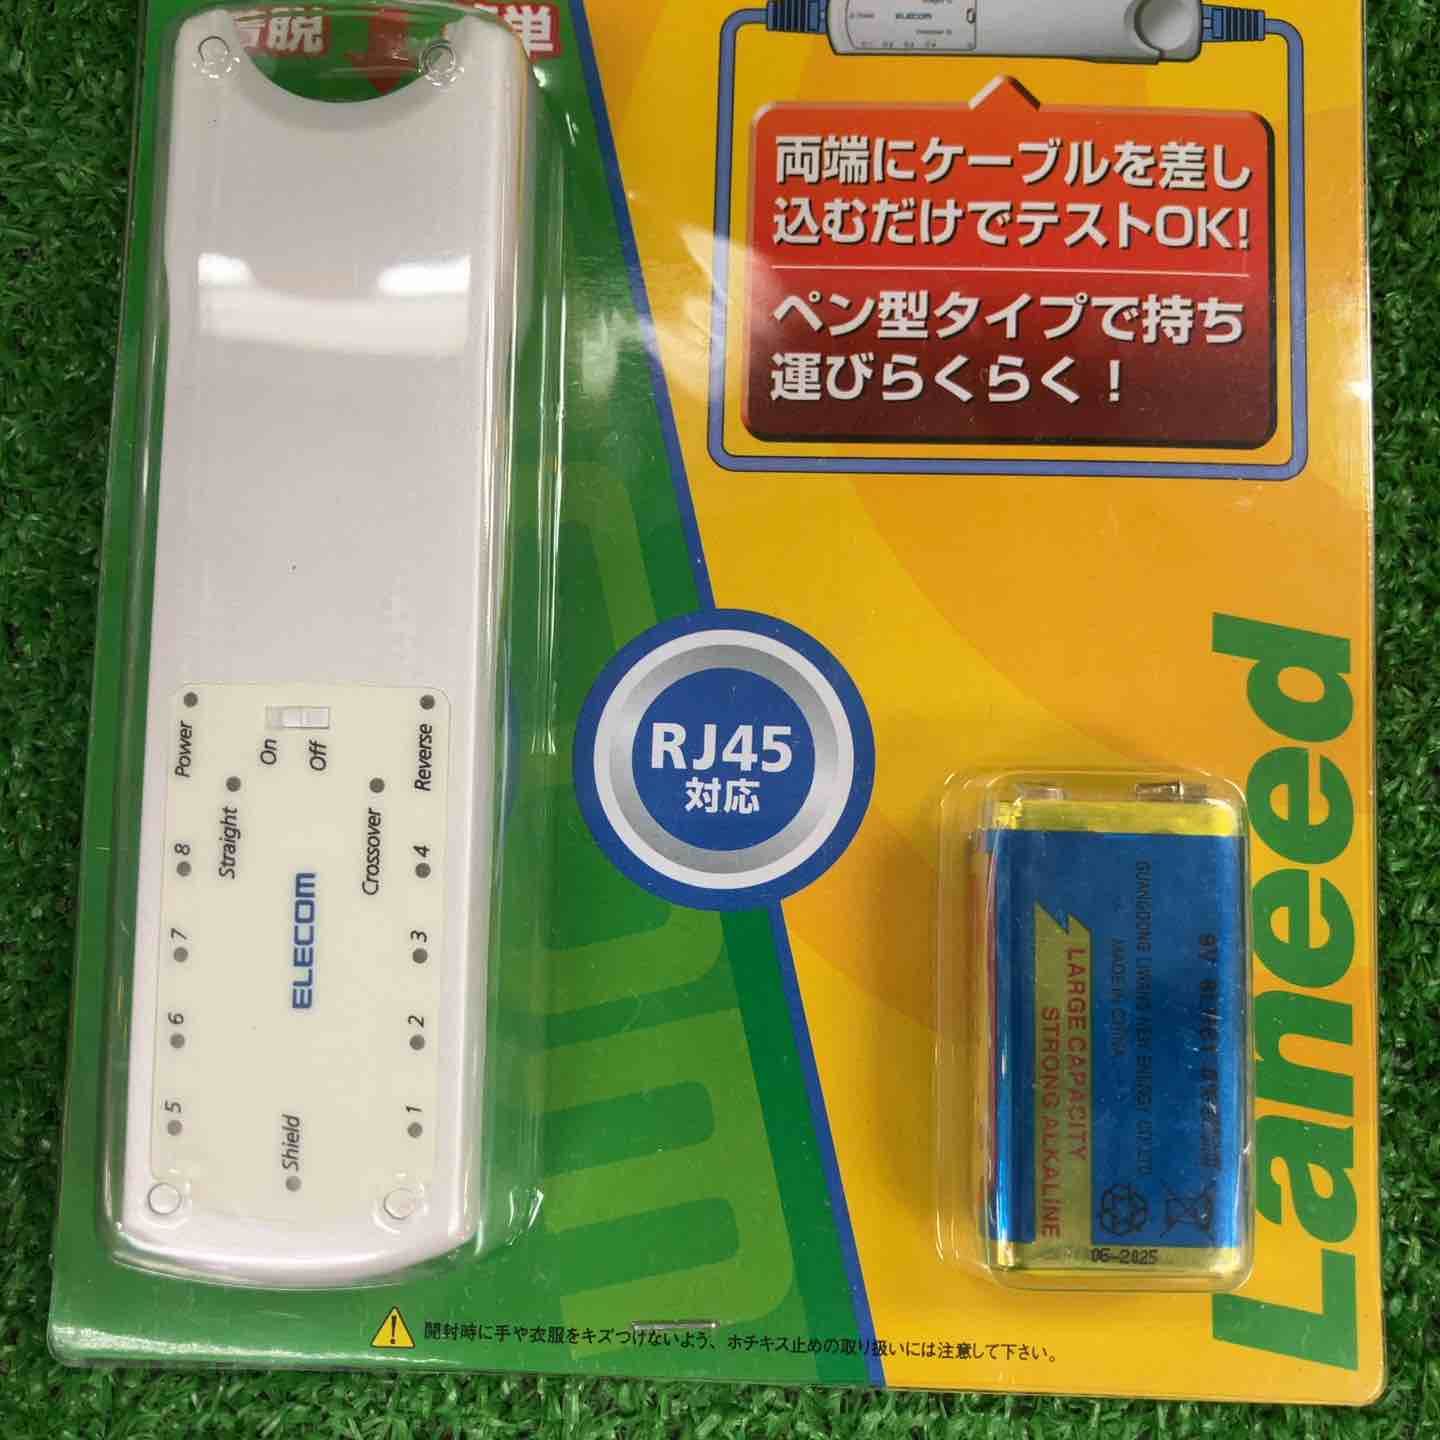 脱
単
ELECOM
両端にケーブルを差し
込むだけでテストOK!
ペン型タイプで持ち
運びらくらく！
RJ45
対応
Laneed
Power
On
Off
Reverse
Straight
Crossover
8
7
6
5
4
3
2
1
ELECOM
Shield
LARGE CAPACITY
STRONG ALKALINE
MADE IN CHINA
9V
06-2025
開封時に手や衣服をキズつけないよう、ホチキス止めの取り扱いには注意して下さい。